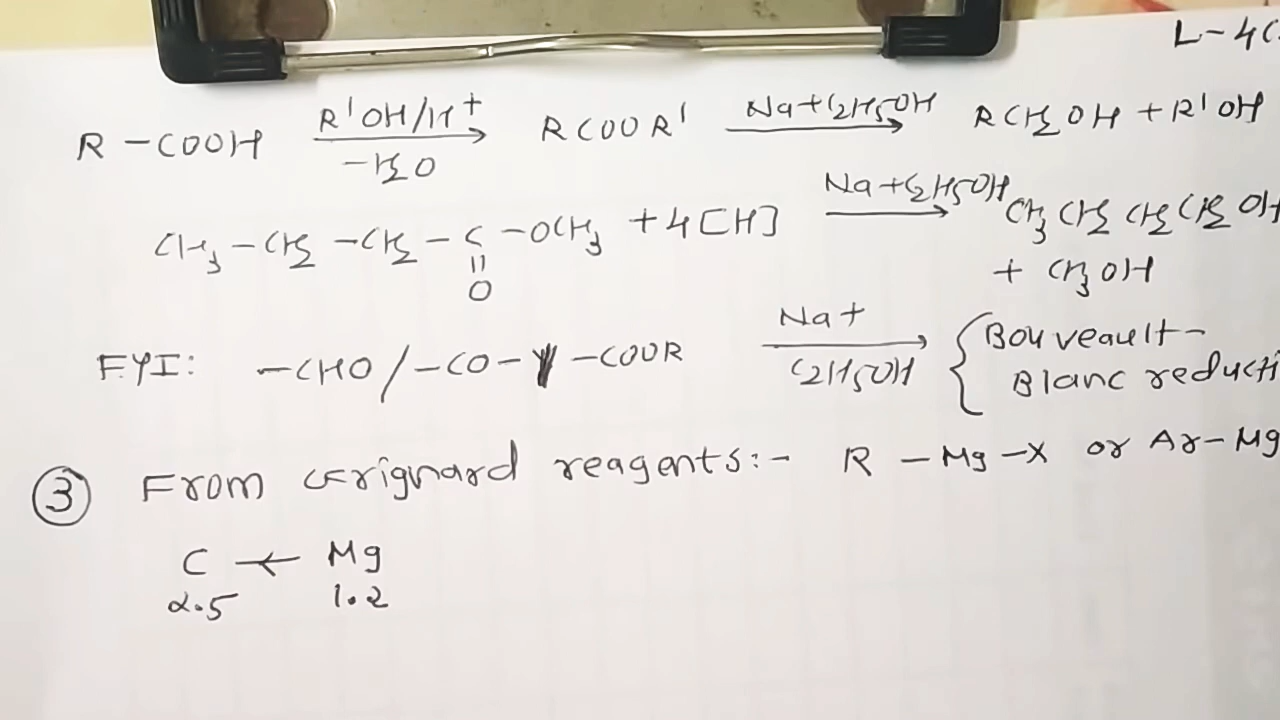 L-4C
R-COOH R'OH/H+ -H2O → RCOOR' Na+C2H5OH → RCH2OH + R'OH
CH3-CH2-CH2-C-OCH3 + 4[H] Na+C2H5OH → CH3CH2CH2CH2OH
=
O
+ CH3OH
FYI: -CHO/-CO- -COOR Na+ C2H5OH → { Bouveault-
Blanc reducti
③ From Grignard reagents:- R-Mg-X or Ar-Mg
C ← Mg
2.5 1.2